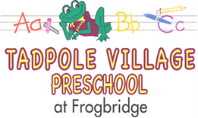 Aa Bb Cc
TADPOLE VILLAGE
PRESCHOOL
at Frogbridge